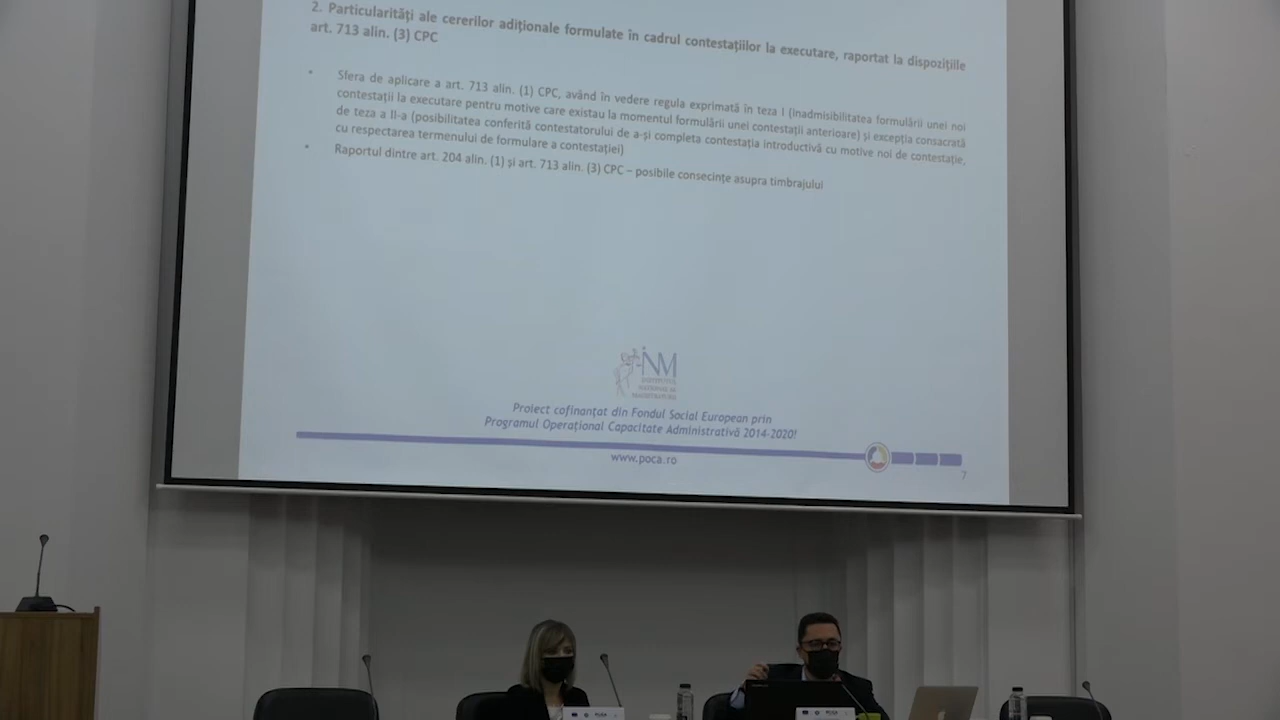 2. Particularități ale cererilor adiționale formulate în cadrul contestațiilor la executare, raportat la dispozițiile
art. 713 alin. (3) CPC
• Sfera de aplicare a art. 713 alin. (1) CPC, având în vedere regula exprimată în teza I (inadmisibilitatea formulării unei noi
contestații la executare pentru motive care existau la momentul formulării unei contestații anterioare) și excepția consacrată
de teza a II-a (posibilitatea conferită contestatorului de a-și completa contestația introductivă cu motive noi de contestație,
cu respectarea termenului de formulare a contestației)
• Raportul dintre art. 204 alin. (1) și art. 713 alin. (3) CPC – posibile consecințe asupra timbrajului
INM
INSTITUTUL
NAȚIONAL AL
MAGISTRATURII
Proiect cofinanțat din Fondul Social European prin
Programul Operațional Capacitate Administrativă 2014-2020!
www.poca.ro
7